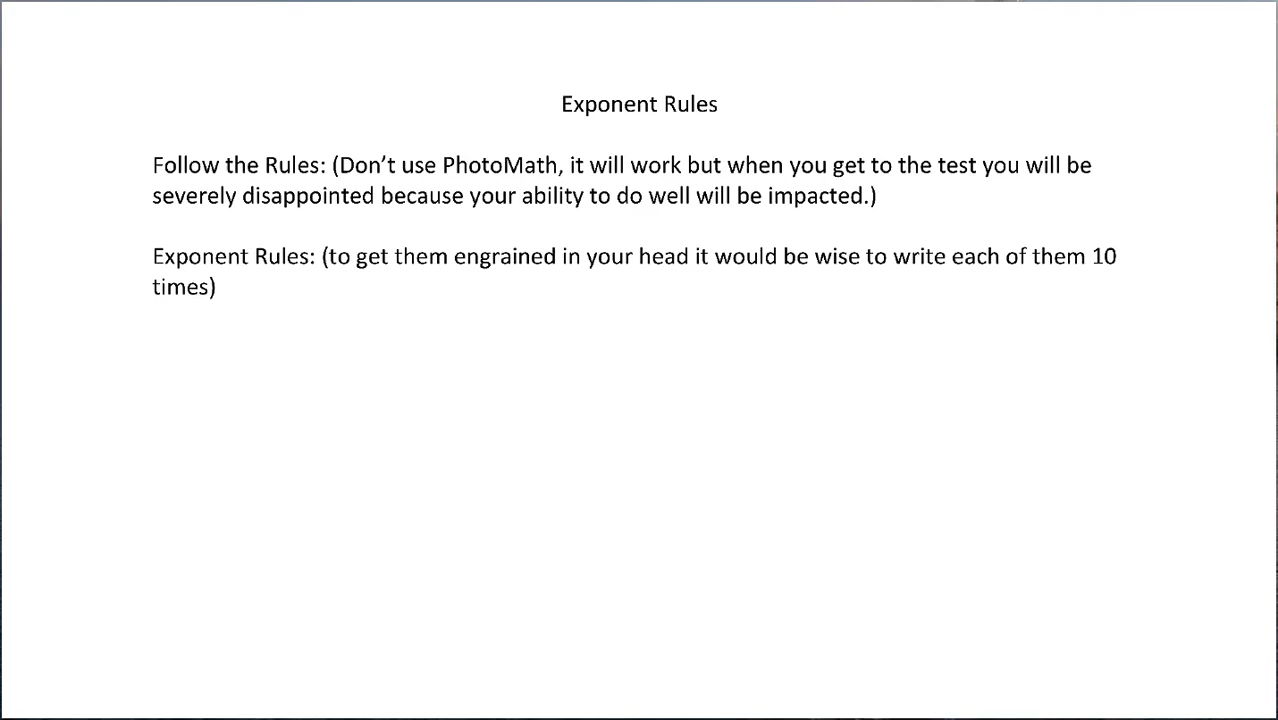 Exponent Rules
Follow the Rules: (Don’t use PhotoMath, it will work but when you get to the test you will be
severely disappointed because your ability to do well will be impacted.)
Exponent Rules: (to get them engrained in your head it would be wise to write each of them 10
times)